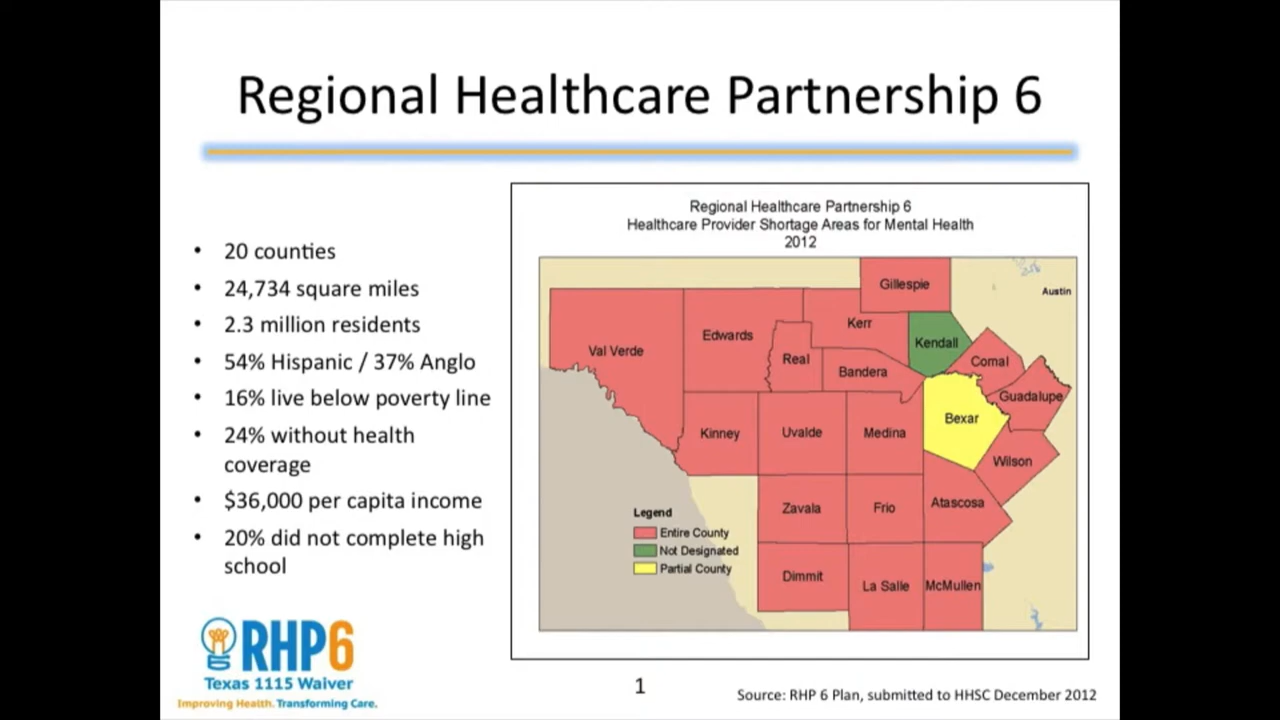 Regional Healthcare Partnership 6
• 20 counties
• 24,734 square miles
• 2.3 million residents
• 54% Hispanic / 37% Anglo
• 16% live below poverty line
• 24% without health
coverage
• $36,000 per capita income
• 20% did not complete high
school
Regional Healthcare Partnership 6
Healthcare Provider Shortage Areas for Mental Health
2012
Gillespie
Austin
Val Verde
Edwards
Kerr
Kendall
Real
Bandera
Comal
Guadalupe
Kinney
Uvalde
Medina
Bexar
Wilson
Zavala
Frio
Atascosa
Dimmit
La Salle
McMullen
Legend
Entire County
Not Designated
Partial County
RHP6
Texas 1115 Waiver
Improving Health. Transforming Care.
1
Source: RHP 6 Plan, submitted to HHSC December 2012